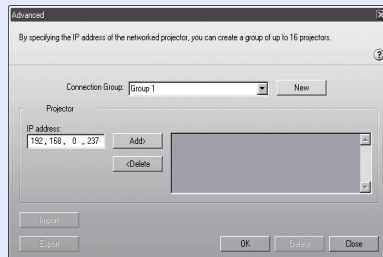 Advanced
By specifying the IP address of the networked projector, you can create a group of up to 16 projectors.
Connection Group: Group 1 New
Projector
IP address:
192, 168, 0 , 237 Add>
<Delete
Import
Export OK Delete Close